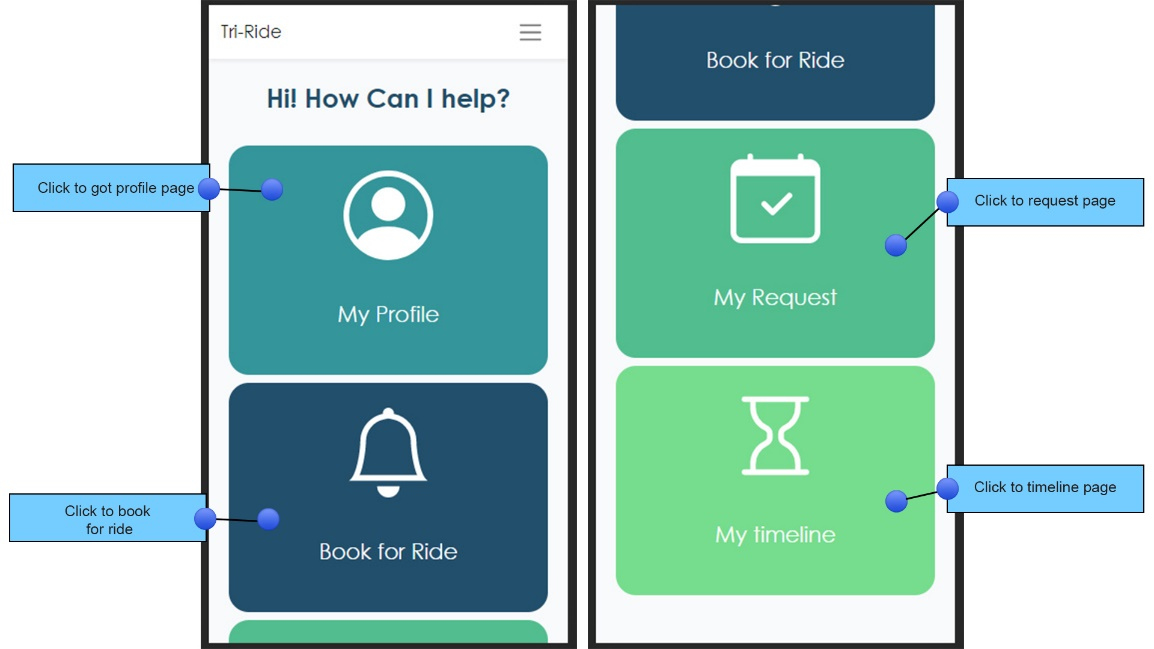 Tri-Ride
Hi! How Can I help?
Click to got profile page
My Profile
Click to book
for ride
Book for Ride
Book for Ride
Click to request page
My Request
Click to timeline page
My timeline